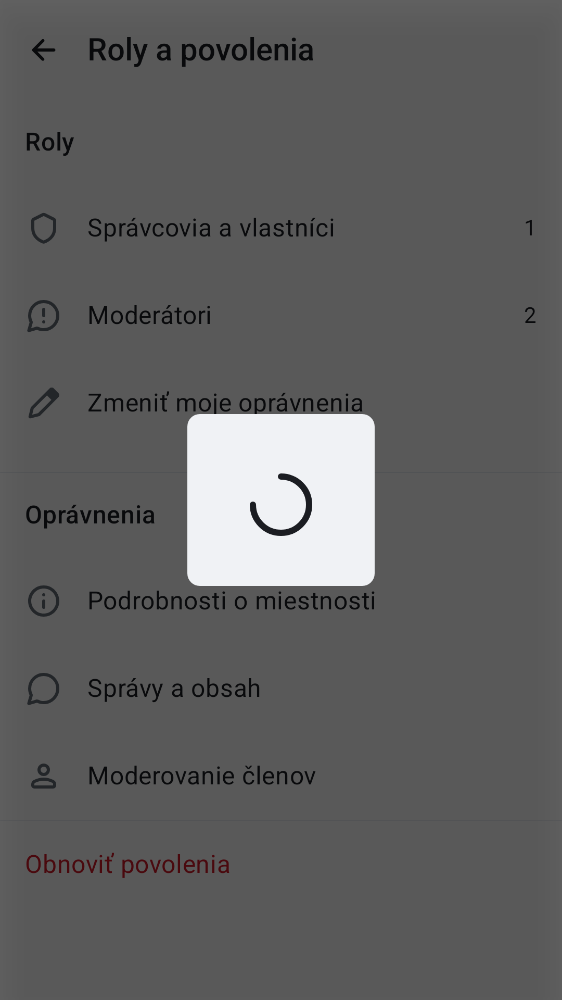 Roly a povolenia
Roly
Správcovia a vlastníci 1
Moderátori 2
Zmeniť moje oprávnenia
Oprávnenia
Podrobnosti o miestnosti
Správy a obsah
Moderovanie členov
Obnoviť povolenia